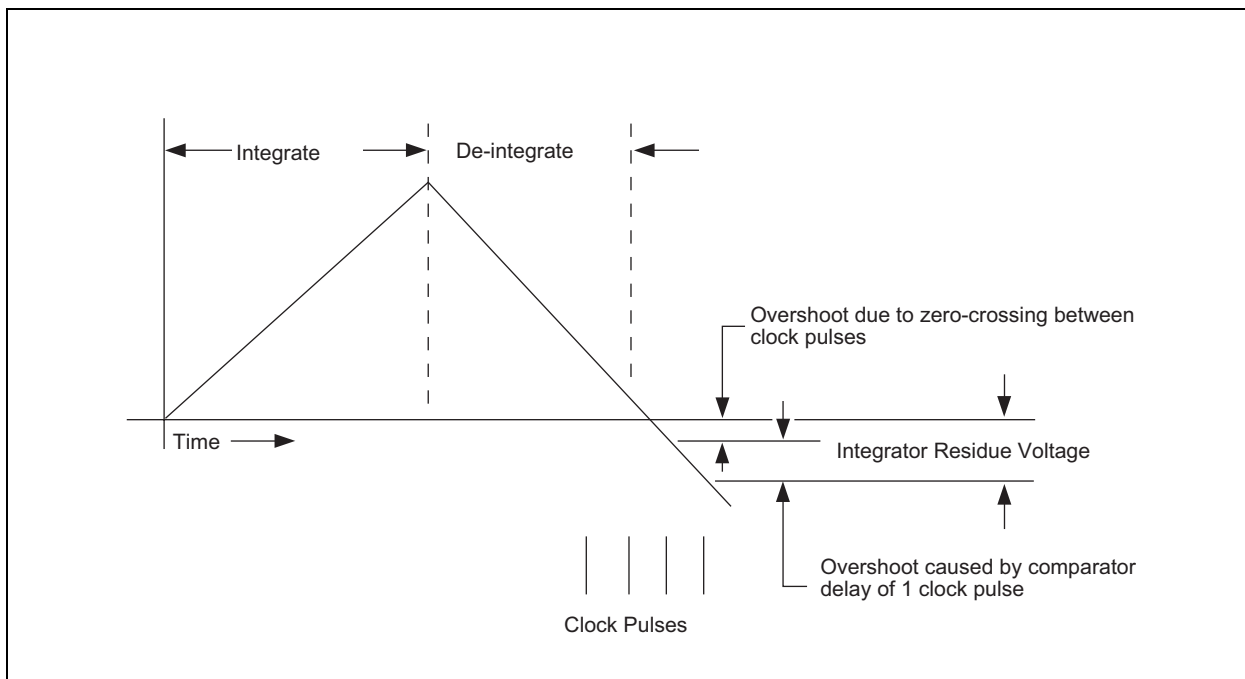 Integrate
De-integrate
Overshoot due to zero-crossing between
clock pulses
Time
Integrator Residue Voltage
Overshoot caused by comparator
delay of 1 clock pulse
Clock Pulses